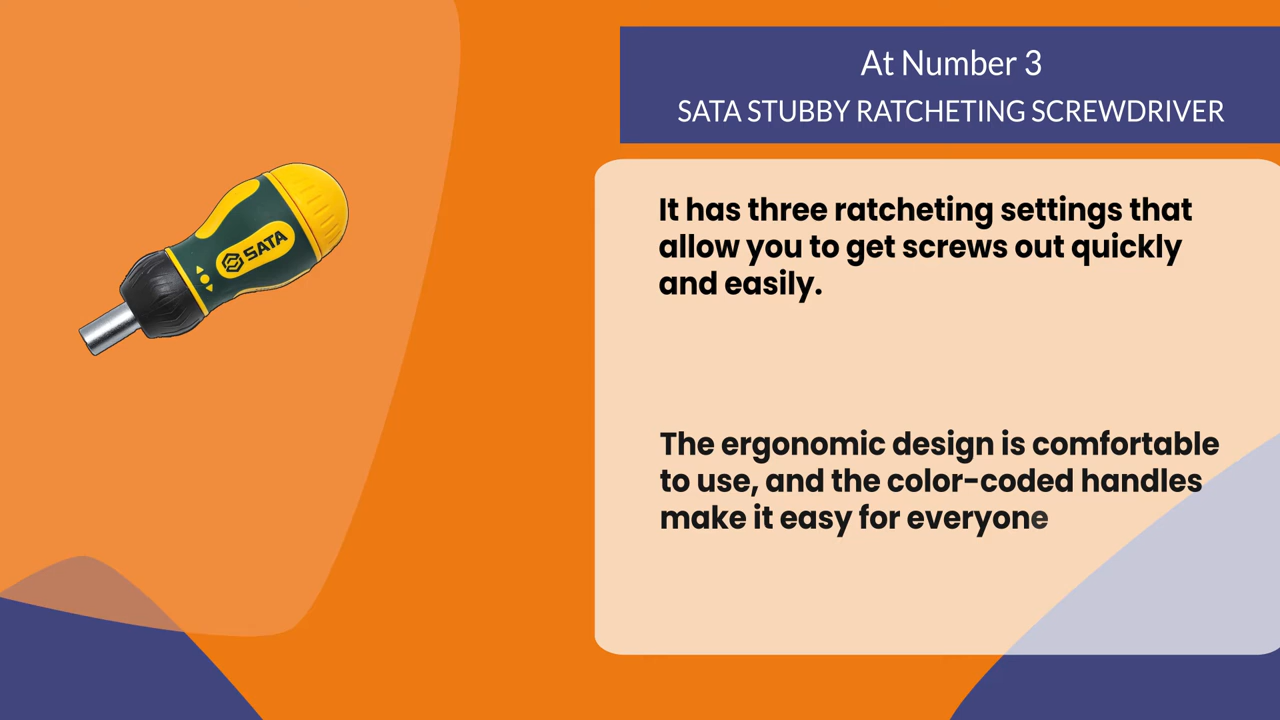 At Number 3
SATA STUBBY RATCHETING SCREWDRIVER
SATA
It has three ratcheting settings that
allow you to get screws out quickly
and easily.
The ergonomic design is comfortable
to use, and the color-coded handles
make it easy for everyone